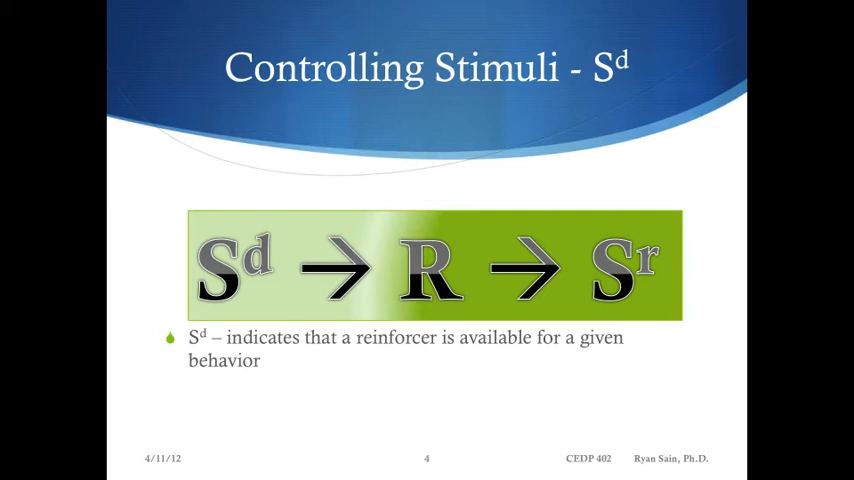 Controlling Stimuli - Sᵈ
Sᵈ → R → Sʳ
Sᵈ – indicates that a reinforcer is available for a given
behavior
4/11/12 4 CEDP 402 Ryan Sain, Ph.D.